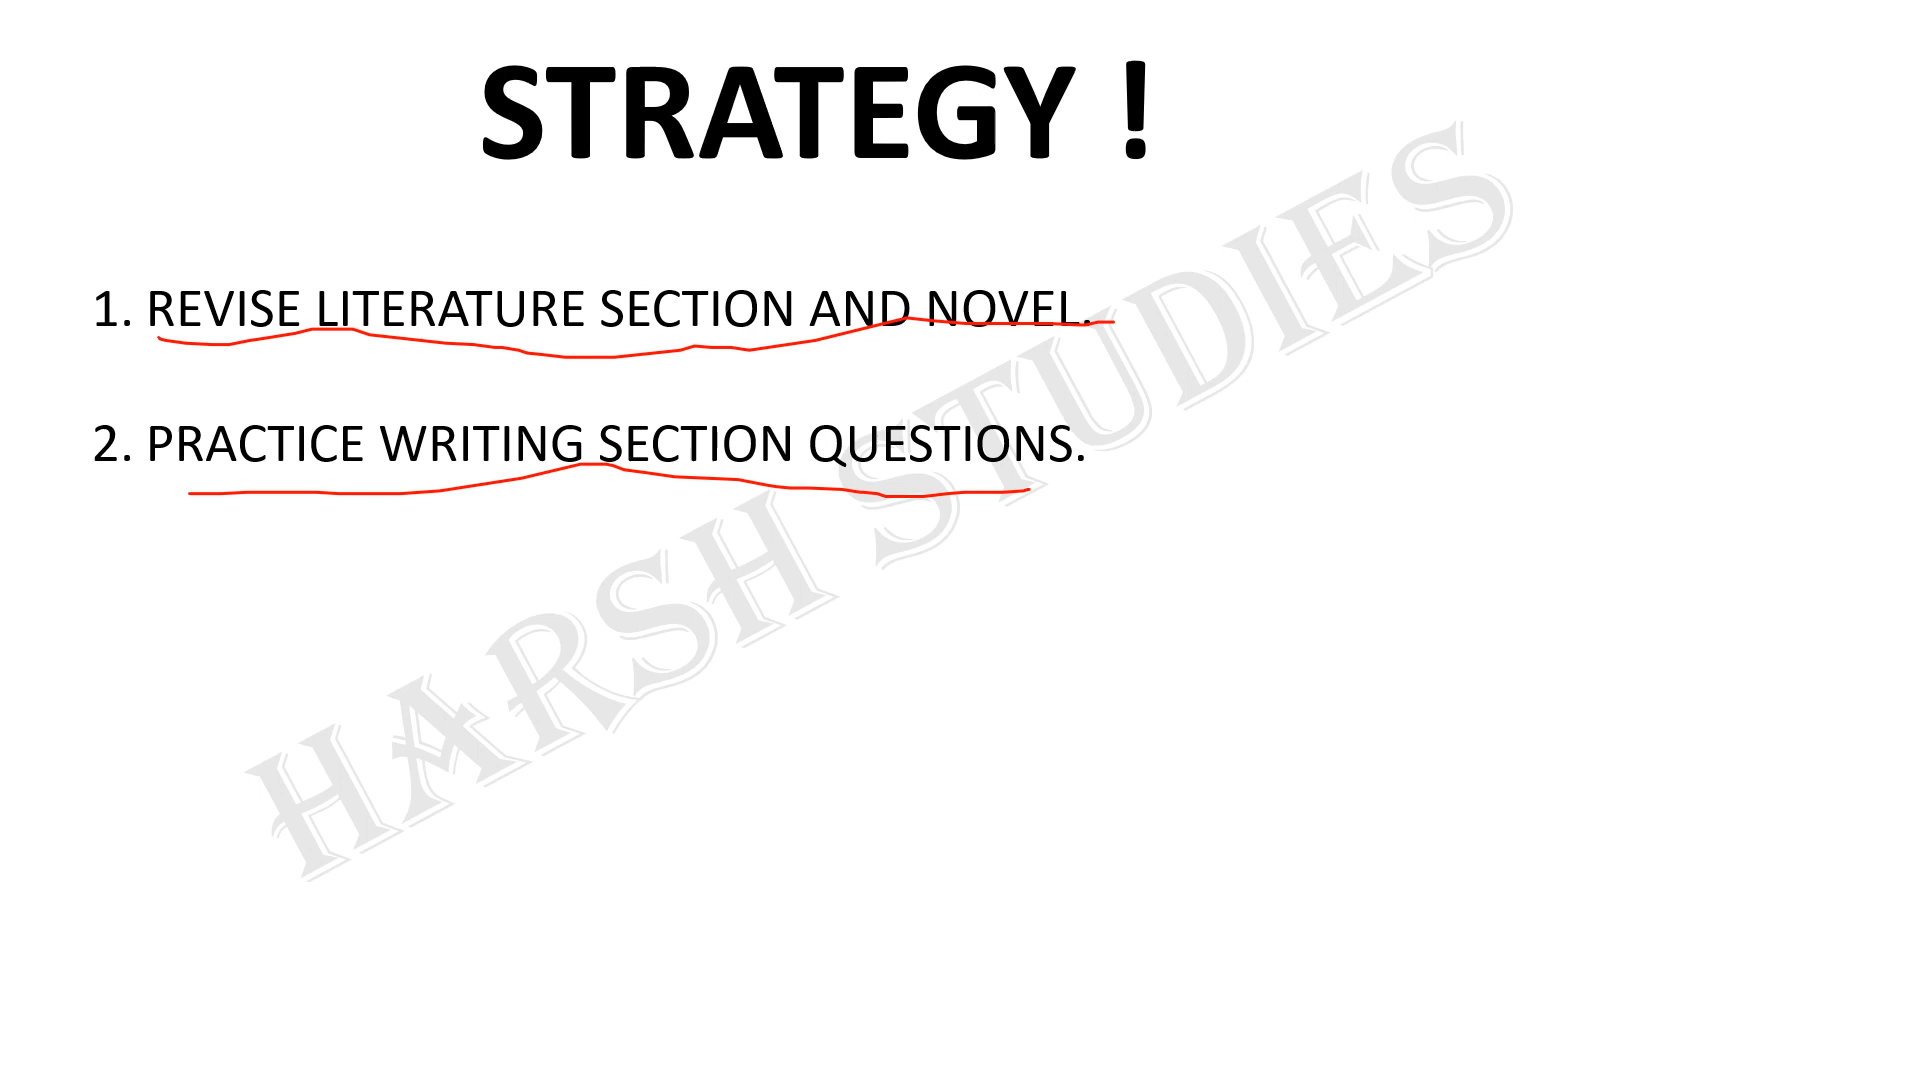 STRATEGY !
1. REVISE LITERATURE SECTION AND NOVEL.
2. PRACTICE WRITING SECTION QUESTIONS.
HARSH STUDIES